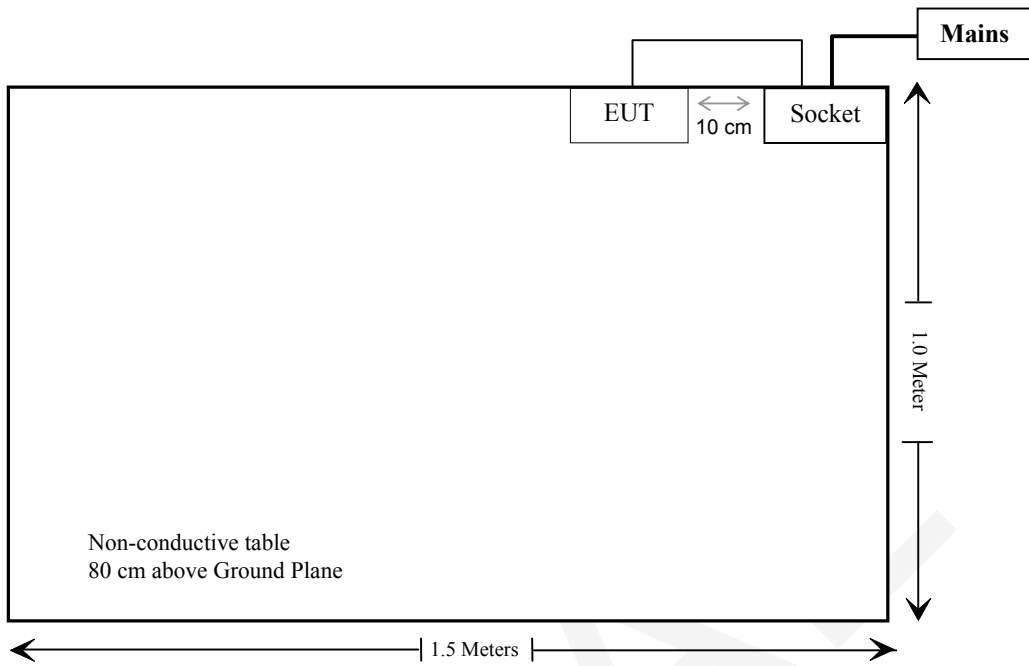 Mains
EUT
10 cm
Socket
1.0 Meter
Non-conductive table
80 cm above Ground Plane
1.5 Meters